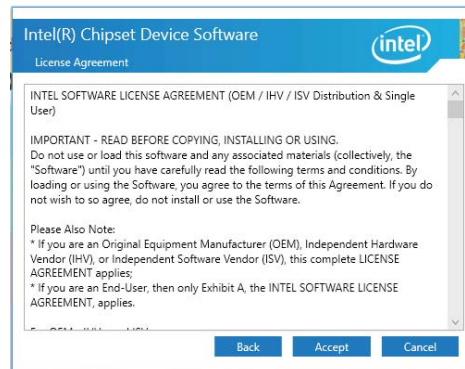 Intel(R) Chipset Device Software
intel
License Agreement
INTEL SOFTWARE LICENSE AGREEMENT (OEM / IHV / ISV Distribution & Single
User)
IMPORTANT - READ BEFORE COPYING, INSTALLING OR USING.
Do not use or load this software and any associated materials (collectively, the
"Software") until you have carefully read the following terms and conditions. By
loading or using the Software, you agree to the terms of this Agreement. If you do
not wish to so agree, do not install or use the Software.
Please Also Note:
* If you are an Original Equipment Manufacturer (OEM), Independent Hardware
Vendor (IHV), or Independent Software Vendor (ISV), this complete LICENSE
AGREEMENT applies;
* If you are an End-User, then only Exhibit A, the INTEL SOFTWARE LICENSE
AGREEMENT, applies.
Back Accept Cancel